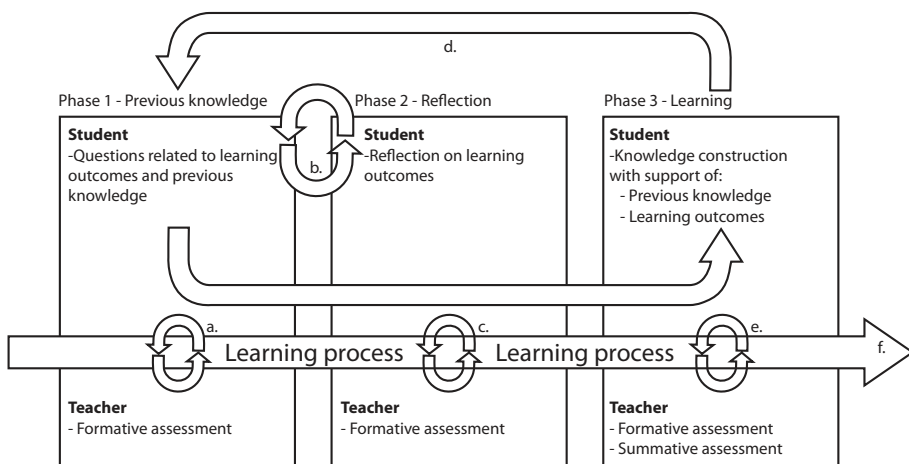 d.
Phase 1 - Previous knowledge
Phase 2 - Reflection
Phase 3 - Learning
Student
-Questions related to learning
outcomes and previous
knowledge
b.
Student
-Reflection on learning
outcomes
Student
-Knowledge construction
with support of:
- Previous knowledge
- Learning outcomes
a.
c.
e.
Learning process
Learning process
f.
Teacher
- Formative assessment
Teacher
- Formative assessment
Teacher
- Formative assessment
- Summative assessment